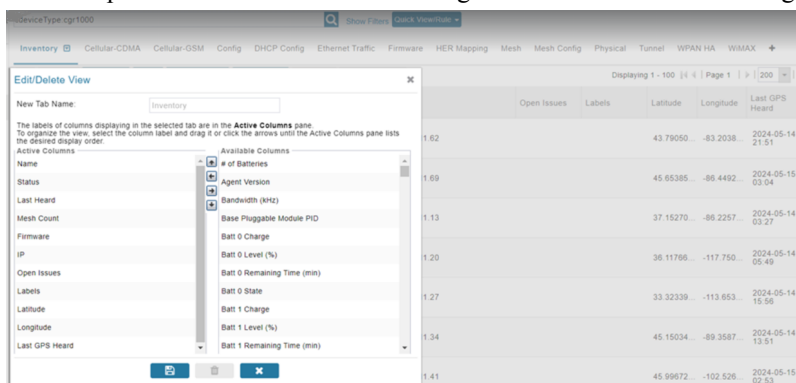 deviceType:cgr1000 Show Filters Quick View/Rule
Inventory Cellular-CDMA Cellular-GSM Config DHCP Config Ethernet Traffic Firmware HER Mapping Mesh Mesh Config Physical Tunnel WPAN HA WiMAX +
Displaying 1 - 100 Page 1 200
Edit/Delete View
New Tab Name: Inventory
The labels of columns displaying in the selected tab are in the Active Columns pane.
To organize the view, select the column label and drag it or click the arrows until the Active Columns pane lists
the desired display order.
Active Columns
Name
Status
Last Heard
Mesh Count
Firmware
IP
Open Issues
Labels
Latitude
Longitude
Last GPS Heard
Available Columns
# of Batteries
Agent Version
Bandwidth (kHz)
Base Pluggable Module PID
Batt 0 Charge
Batt 0 Level (%)
Batt 0 Remaining Time (min)
Batt 0 State
Batt 1 Charge
Batt 1 Level (%)
Batt 1 Remaining Time (min)
Open Issues Labels Latitude Longitude Last GPS
Heard
1.62 43.79050... -83.2038... 2024-05-14
21:51
1.69 45.65385... -86.4492... 2024-05-15
03:04
1.13 37.15270... -86.2257... 2024-05-14
03:27
1.20 36.11766... -117.750... 2024-05-14
05:49
1.27 33.32339... -113.653... 2024-05-14
15:56
1.34 45.15034... -89.3587... 2024-05-14
13:51
1.41 45.99672... -102.526... 2024-05-15
02:53